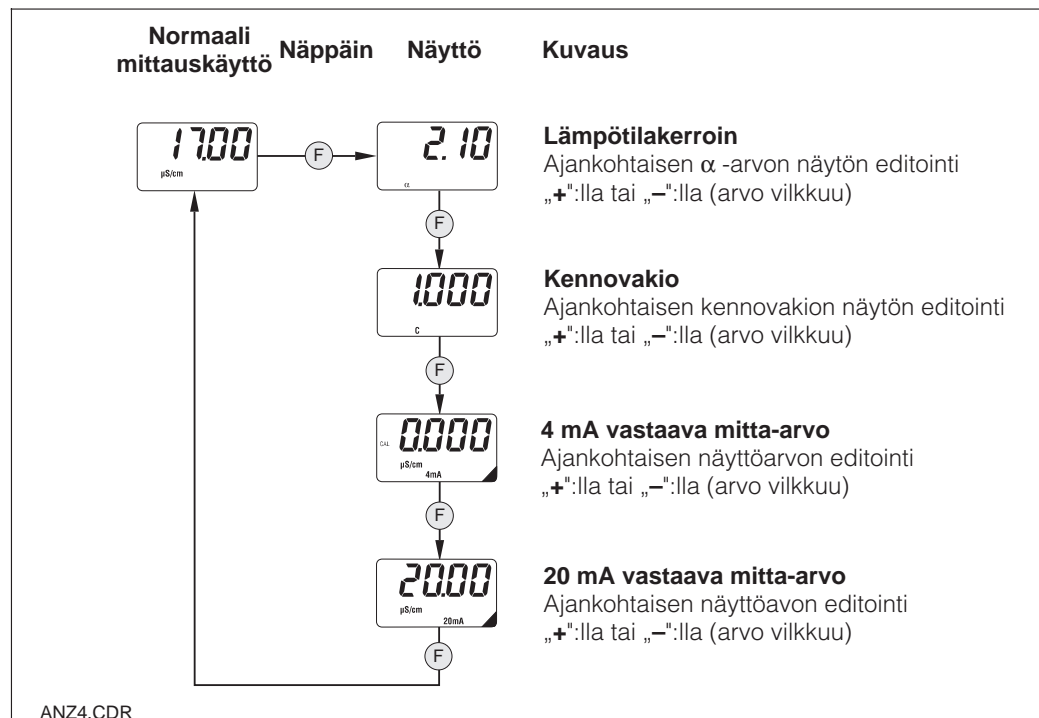 Normaali
mittauskäyttö
Näppäin
Näyttö
Kuvaus
17.00
µS/cm
F
2.10
α
Lämpötilakerroin
Ajankohtaisen α -arvon näytön editointi
„+":lla tai „–":lla (arvo vilkkuu)
F
1.000
C
Kennovakio
Ajankohtaisen kennovakion näytön editointi
„+":lla tai „–":lla (arvo vilkkuu)
F
CAL 0.000
µS/cm
4mA
4 mA vastaava mitta-arvo
Ajankohtaisen näyttöarvon editointi
„+":lla tai „–":lla (arvo vilkkuu)
F
20.00
µS/cm
20mA
20 mA vastaava mitta-arvo
Ajankohtaisen näyttöavon editointi
„+":lla tai „–":lla (arvo vilkkuu)
F
ANZ4.CDR